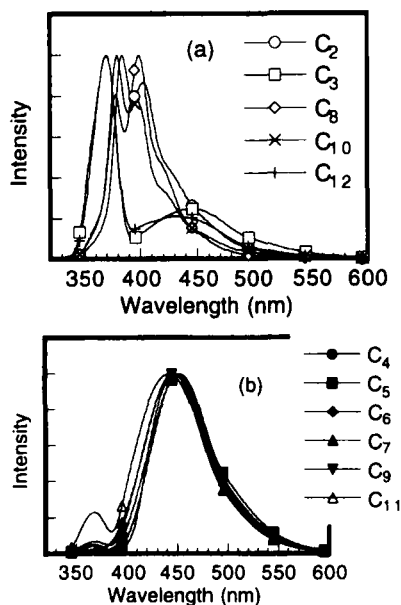 (a)
C₂
C₃
C₈
C₁₀
C₁₂
Intensity
350 400 450 500 550 600
Wavelength (nm)
(b)
C₄
C₅
C₆
C₇
C₉
C₁₁
Intensity
350 400 450 500 550 600
Wavelength (nm)